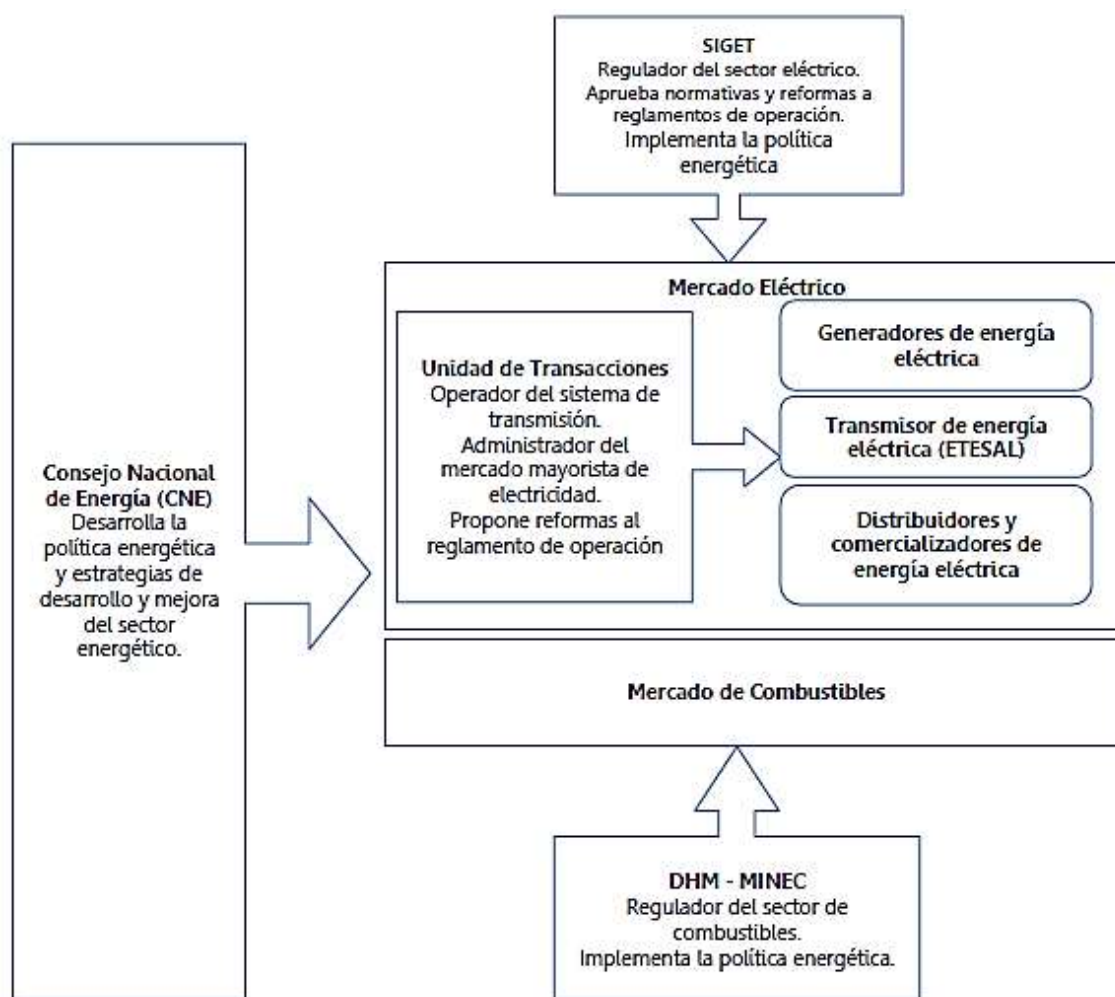 SIGET
Regulador del sector eléctrico.
Aprueba normativas y reformas a
reglamentos de operación.
Implementa la política
energética
Consejo Nacional
de Energía (CNE)
Desarrolla la
política energética
y estrategias de
desarrollo y mejora
del sector
energético.
Mercado Eléctrico
Unidad de Transacciones
Operador del sistema de
transmisión.
Administrador del
mercado mayorista de
electricidad.
Propone reformas al
reglamento de operación
Generadores de energía
eléctrica
Transmisor de energía
eléctrica (ETESAL)
Distribuidores y
comercializadores de
energía eléctrica
Mercado de Combustibles
DHM - MINEC
Regulador del sector de
combustibles.
Implementa la política energética.